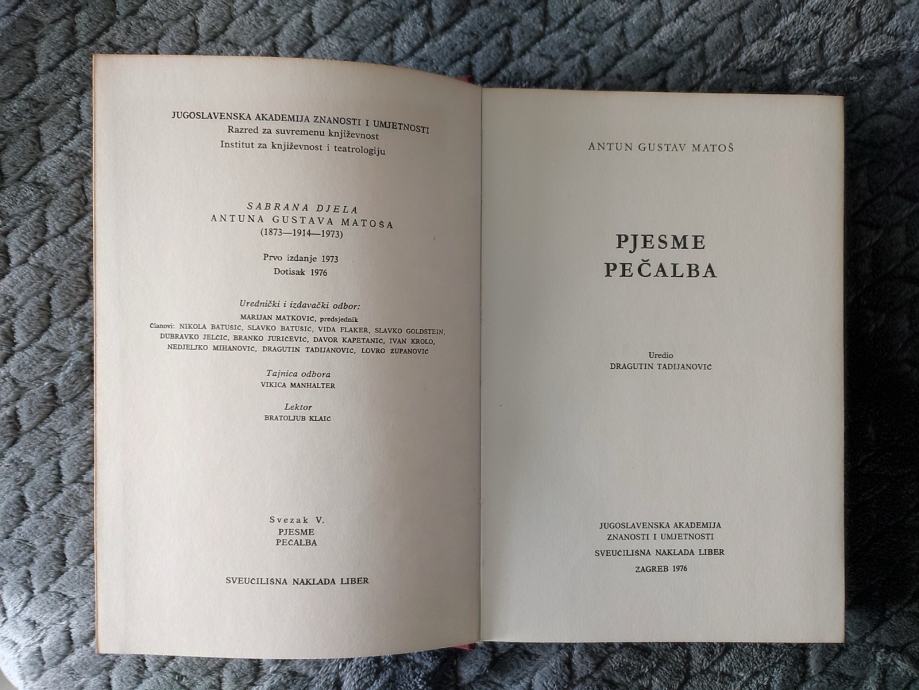 JUGOSLAVENSKA AKADEMIJA ZNANOSTI I UMJETNOSTI
Razred za suvremenu književnost
Institut za književnost i teatrologiju
SABRANA DJELA
ANTUNA GUSTAVA MATOŠA
(1873—1914—1973)
Prvo izdanje 1973
Dotisak 1976
Urednički i izdavački odbor:
MARIJAN MATKOVIĆ, predsjednik
Članovi: NIKOLA BATUŠIĆ, SLAVKO BATUŠIĆ, VIDA FLAKER, SLAVKO GOLDSTEIN,
DUBRAVKO JELČIĆ, BRANKO JURIČEVIĆ, DAVOR KAPETANIĆ, IVAN KROLO,
NEDJELJKO MIHANOVIĆ, DRAGUTIN TADIJANOVIĆ, LOVRO ŽUPANOVIĆ
Tajnica odbora
VIKICA MANHALTER
Lektor
BRATOLJUB KLAIĆ
Svezak V.
PJESME
PEČALBA
SVEUČILIŠNA NAKLADA LIBER
ANTUN GUSTAV MATOŠ
PJESME
PEČALBA
Uredio
DRAGUTIN TADIJANOVIĆ
JUGOSLAVENSKA AKADEMIJA
ZNANOSTI I UMJETNOSTI
SVEUČILIŠNA NAKLADA LIBER
ZAGREB 1976